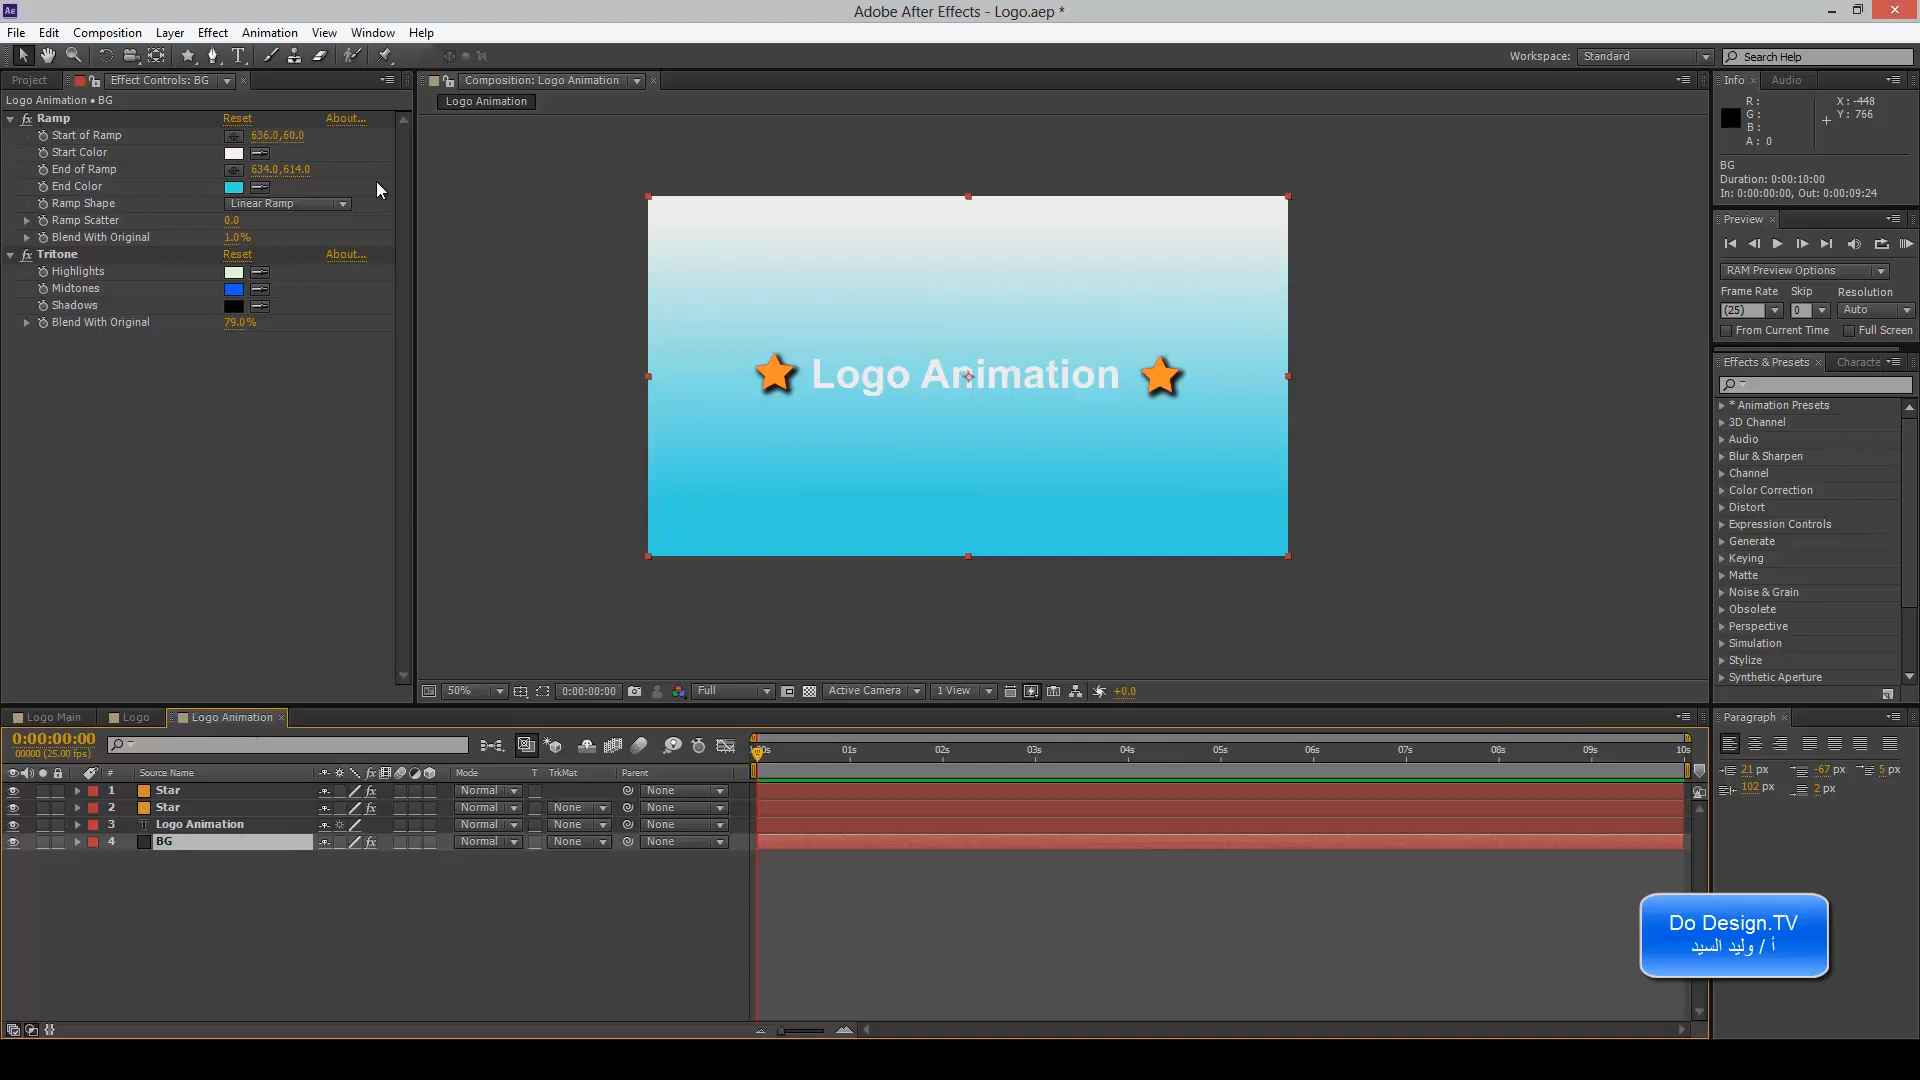 Adobe After Effects - Logo.aep *
File Edit Composition Layer Effect Animation View Window Help
Workspace: Standard Search Help
Project Effect Controls: BG Composition: Logo Animation Info Audio
Logo Animation • BG
Logo Animation
Ramp Reset About...
Start of Ramp 636.0,60.0
Start Color
End of Ramp 634.0,614.0
End Color
Ramp Shape Linear Ramp
Ramp Scatter 0.0
Blend With Original 1.0%
Tritone Reset About...
Highlights
Midtones
Shadows
Blend With Original 79.0%
Logo Animation
R :
G :
B :
A : 0
X : -448
Y : 766
BG
Duration: 0:00:10:00
In: 0:00:00:00, Out: 0:00:09:24
Preview
RAM Preview Options
Frame Rate Skip Resolution
(25) 0 Auto
From Current Time Full Screen
Effects & Presets Characte
* Animation Presets
3D Channel
Audio
Blur & Sharpen
Channel
Color Correction
Distort
Expression Controls
Generate
Keying
Matte
Noise & Grain
Obsolete
Perspective
Simulation
Stylize
Synthetic Aperture
50% 0:00:00:00 Full Active Camera 1 View +0.0
Logo Main Logo Logo Animation
0:00:00:00
00000 (25.00 fps)
# Source Name Mode T TrkMat Parent
1 Star Normal None
2 Star Normal None None
3 T Logo Animation Normal None None
4 BG Normal None None
01s 02s 03s 04s 05s 06s 07s 08s 09s 10s
Paragraph
21 px -67 px 5 px
102 px 2 px
Do Design.TV
أ / وليد السيد